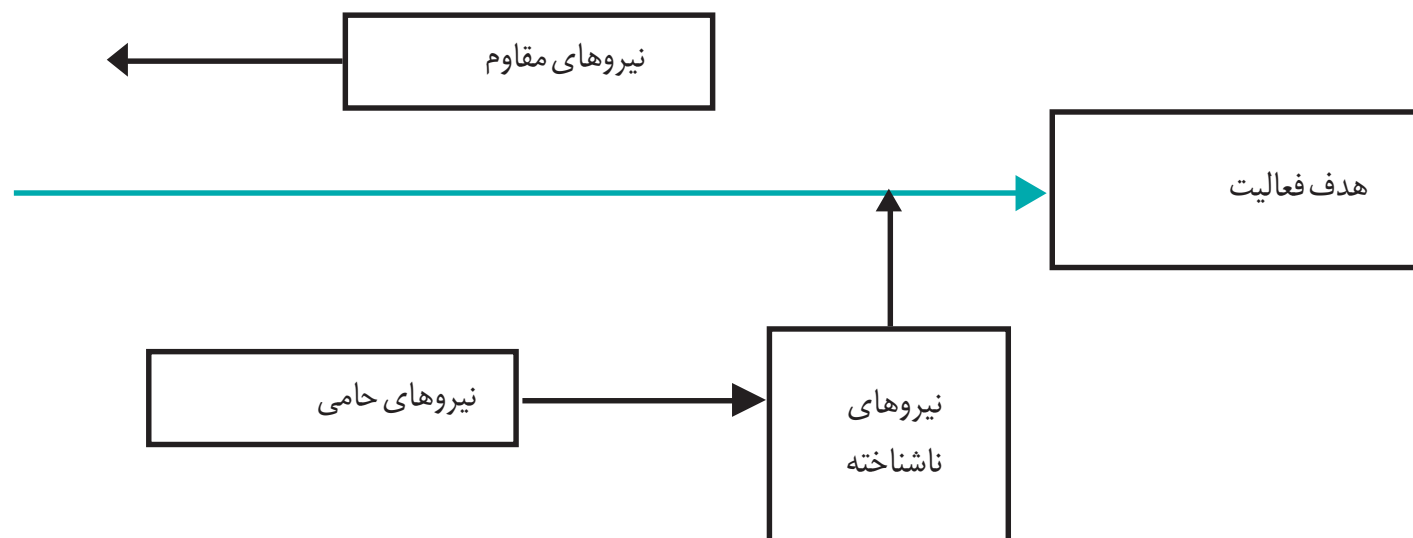 نیروهای مقاوم
هدف فعالیت
نیروهای حامی
نیروهای
ناشناخته